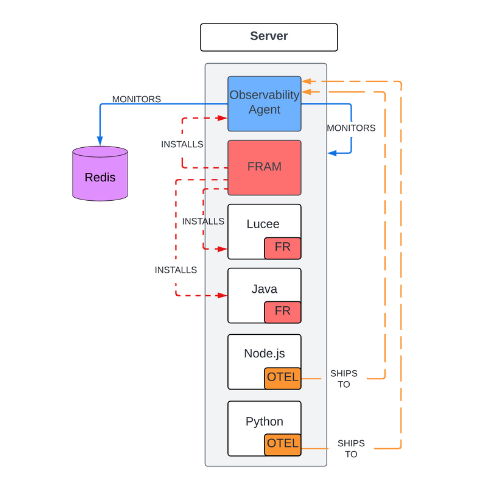 Server
Observability
Agent
MONITORS
MONITORS
INSTALLS
FRAM
Redis
INSTALLS
Lucee
FR
INSTALLS
Java
FR
Node.js
OTEL
SHIPS
TO
Python
OTEL
SHIPS
TO